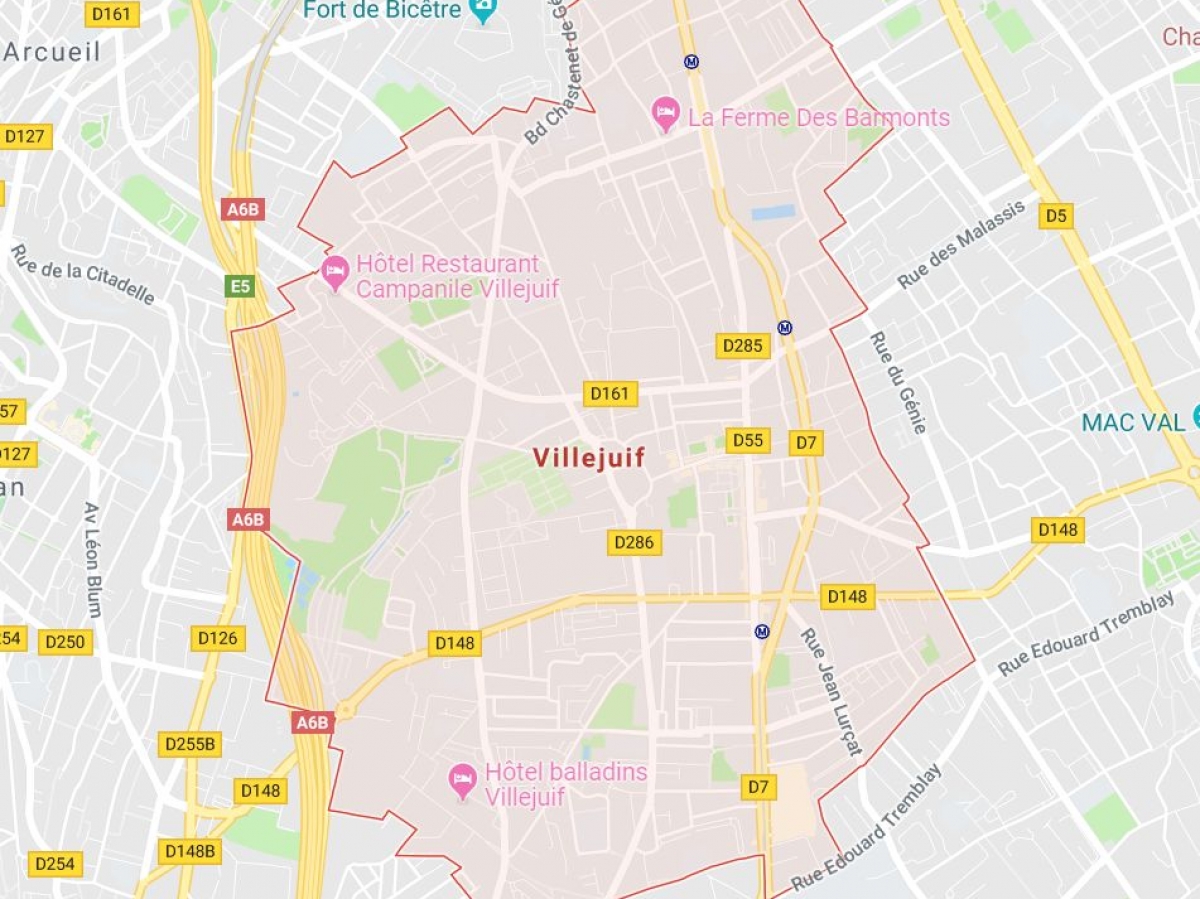 D161
Fort de Bicêtre
Arcueil
M
Bd Chastenet de Gé
Cha
La Ferme Des Barmonts
D127
A6B
D5
Rue des Malassis
Rue de la Citadelle
Hôtel Restaurant
Campanile Villejuif
E5
M
D285
Rue du Génie
D161
57
MAC VAL
D55
D7
127
Villejuif
an
A6B
Av Léon Blum
D286
D148
D148
Rue Edouard Tremblay
254
D250
D126
D148
M
Rue Jean Lurçat
A6B
D255B
Hôtel balladins
Villejuif
D148
D7
Rue Edouard Tremblay
D148B
D254